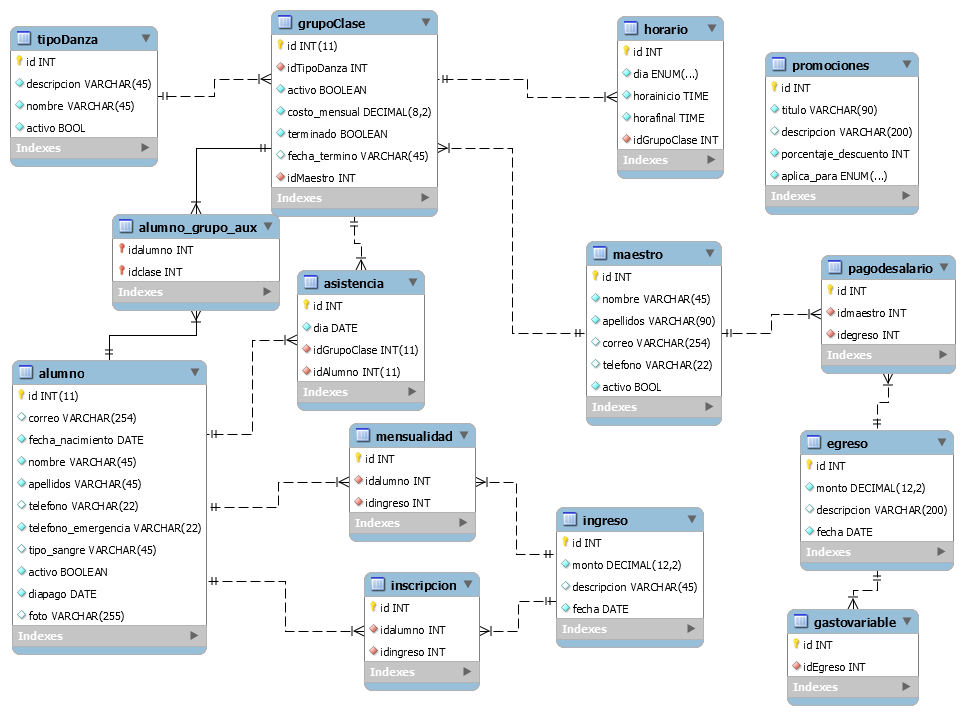 tipoDanza
id INT
descripcion VARCHAR(45)
nombre VARCHAR(45)
activo BOOL
Indexes
grupoClase
id INT(11)
idTipoDanza INT
activo BOOLEAN
costo_mensual DECIMAL(8,2)
terminado BOOLEAN
fecha_termino VARCHAR(45)
idMaestro INT
Indexes
horario
id INT
dia ENUM(...)
horainicio TIME
horafinal TIME
idGrupoClase INT
Indexes
promociones
id INT
titulo VARCHAR(90)
descripcion VARCHAR(200)
porcentaje_descuento INT
aplica_para ENUM(...)
Indexes
alumno_grupo_aux
idalumno INT
idclase INT
Indexes
asistencia
id INT
dia DATE
idGrupoClase INT(11)
idAlumno INT(11)
Indexes
maestro
id INT
nombre VARCHAR(45)
apellidos VARCHAR(90)
correo VARCHAR(254)
telefono VARCHAR(22)
activo BOOL
Indexes
pagodesalario
id INT
idmaestro INT
idegreso INT
Indexes
alumno
id INT(11)
correo VARCHAR(254)
fecha_nacimiento DATE
nombre VARCHAR(45)
apellidos VARCHAR(45)
telefono VARCHAR(22)
telefono_emergencia VARCHAR(22)
tipo_sangre VARCHAR(45)
activo BOOLEAN
diapago DATE
foto VARCHAR(255)
Indexes
mensualidad
id INT
idalumno INT
idingreso INT
Indexes
inscripcion
id INT
idalumno INT
idingreso INT
Indexes
ingreso
id INT
monto DECIMAL(12,2)
descripcion VARCHAR(45)
fecha DATE
Indexes
egreso
id INT
monto DECIMAL(12,2)
descripcion VARCHAR(200)
fecha DATE
Indexes
gastovariable
id INT
idEgreso INT
Indexes